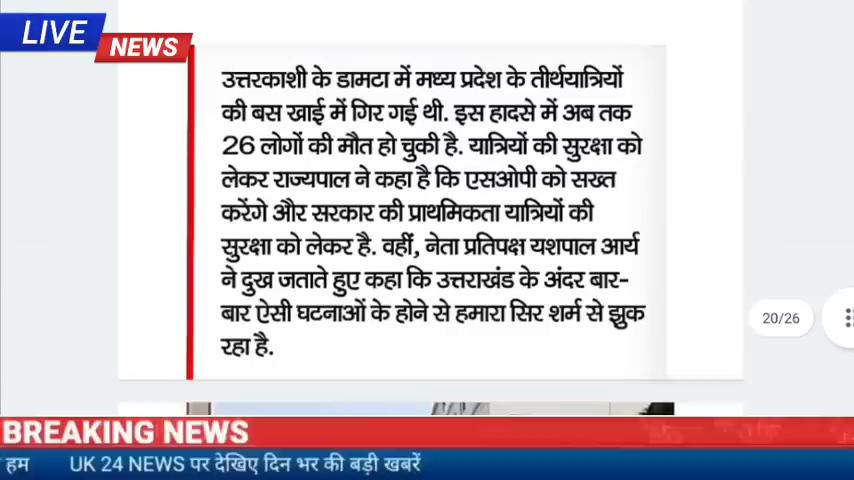 LIVE
NEWS
उत्तरकाशी के डामटा में मध्य प्रदेश के तीर्थयात्रियों
की बस खाई में गिर गई थी. इस हादसे में अब तक
26 लोगों की मौत हो चुकी है. यात्रियों की सुरक्षा को
लेकर राज्यपाल ने कहा है कि एसओपी को सख्त
करेंगे और सरकार की प्राथमिकता यात्रियों की
सुरक्षा को लेकर है. वहीं, नेता प्रतिपक्ष यशपाल आर्य
ने दुख जताते हुए कहा कि उत्तराखंड के अंदर बार-
बार ऐसी घटनाओं के होने से हमारा सिर शर्म से झुक
रहा है.
20/26
BREAKING NEWS
हम UK 24 NEWS पर देखिए दिन भर की बड़ी खबरें